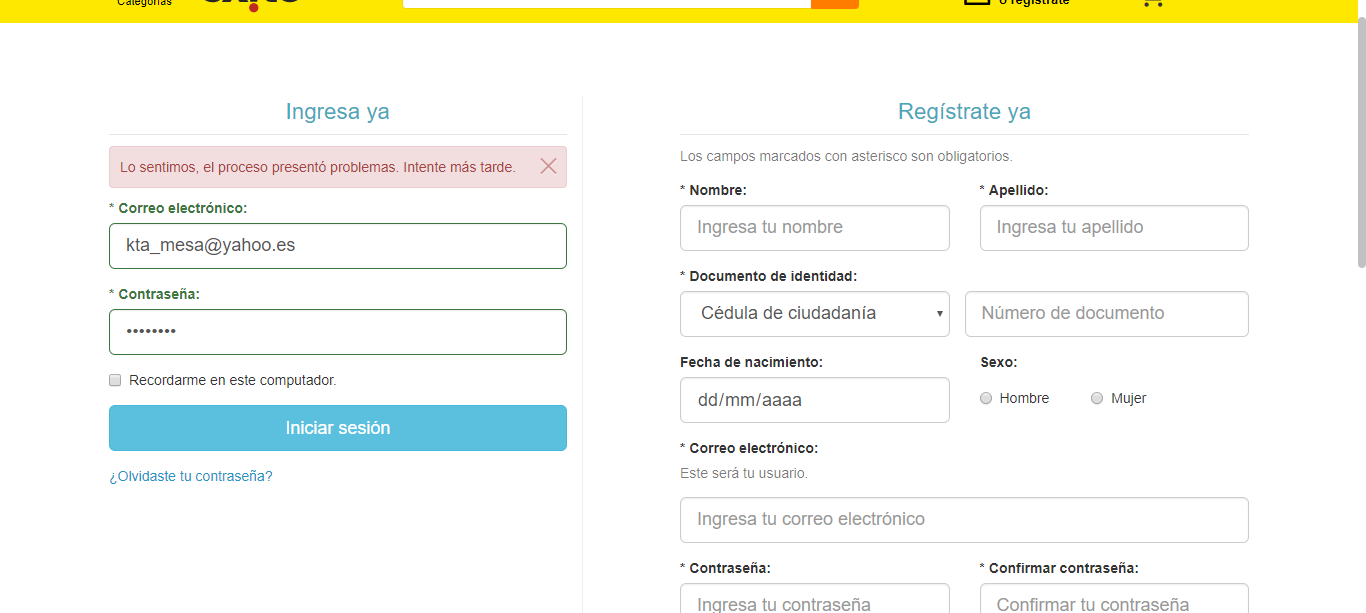 Categorías
éxito
o regístrate
Ingresa ya
Lo sentimos, el proceso presentó problemas. Intente más tarde.
* Correo electrónico:
kta_mesa@yahoo.es
* Contraseña:
••••••••
Recordarme en este computador.
Iniciar sesión
¿Olvidaste tu contraseña?
Regístrate ya
Los campos marcados con asterisco son obligatorios.
* Nombre:
* Apellido:
Ingresa tu nombre
Ingresa tu apellido
* Documento de identidad:
Cédula de ciudadanía
Número de documento
Fecha de nacimiento:
Sexo:
dd/mm/aaaa
Hombre
Mujer
* Correo electrónico:
Este será tu usuario.
Ingresa tu correo electrónico
* Contraseña:
* Confirmar contraseña:
Ingresa tu contraseña
Confirma tu contraseña